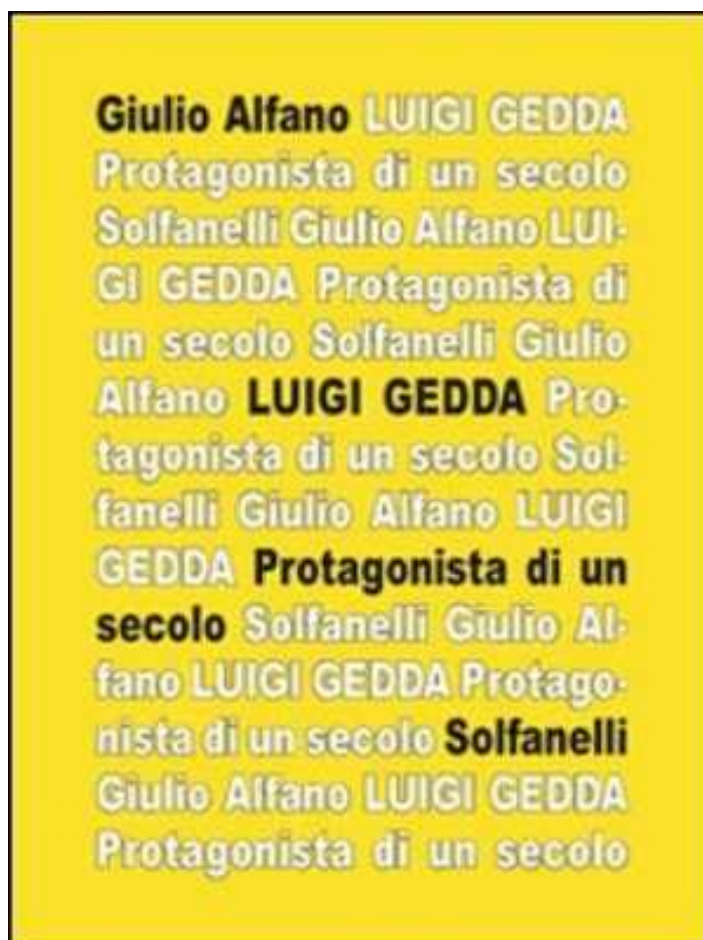 Giulio Alfano LUIGI GEDDA
Protagonista di un secolo
Solfanelli Giulio Alfano LUI-
GI GEDDA Protagonista di
un secolo Solfanelli Giulio
Alfano LUIGI GEDDA Pro-
tagonista di un secolo Sol-
fanelli Giulio Alfano LUIGI
GEDDA Protagonista di un
secolo Solfanelli Giulio Al-
fano LUIGI GEDDA Protago-
nista di un secolo Solfanelli
Giulio Alfano LUIGI GEDDA
Protagonista di un secolo